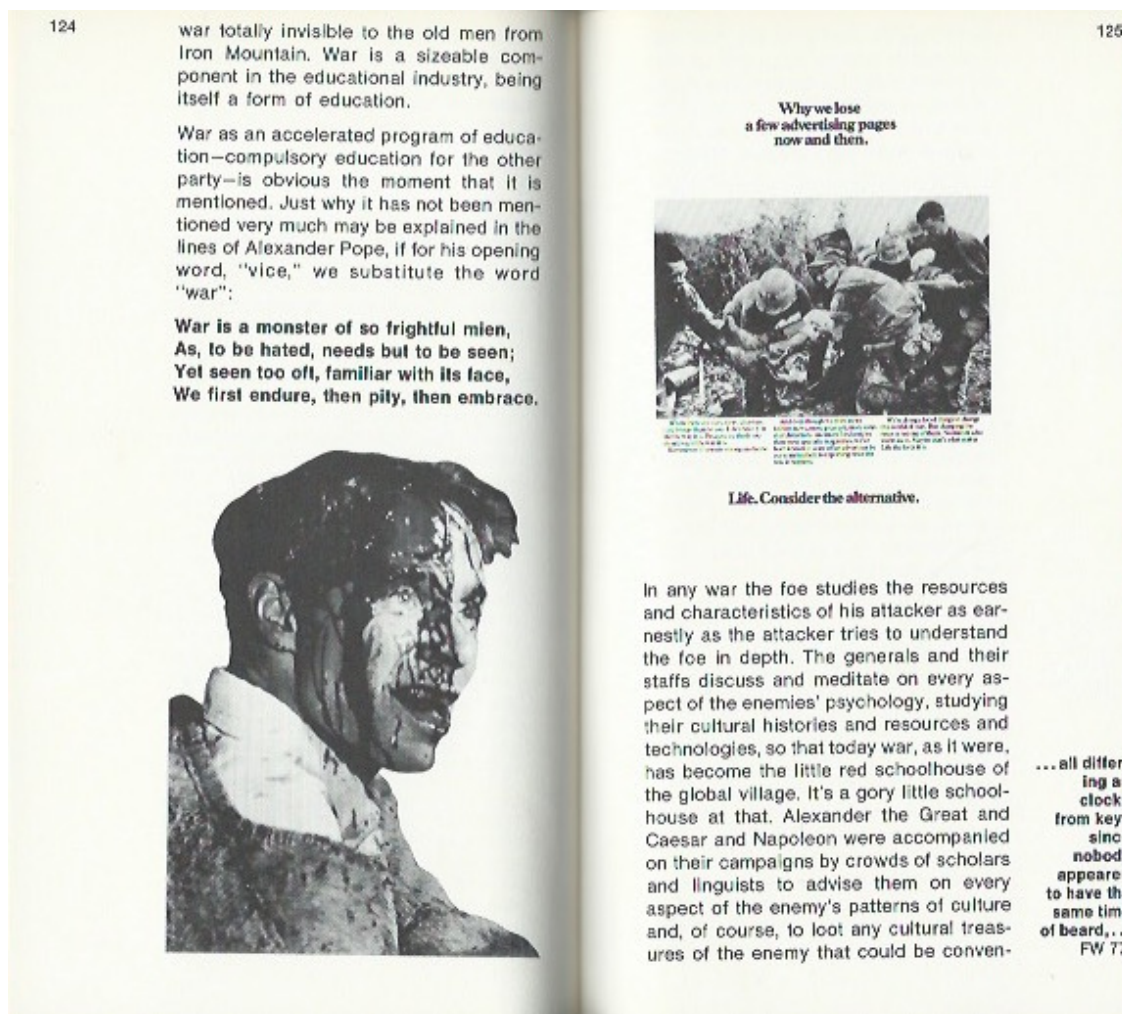 124
war totally invisible to the old men from
Iron Mountain. War is a sizeable com-
ponent in the educational industry, being
itself a form of education.
War as an accelerated program of educa-
tion—compulsory education for the other
party—is obvious the moment that it is
mentioned. Just why it has not been men-
tioned very much may be explained in the
lines of Alexander Pope, if for his opening
word, "vice," we substitute the word
"war":
War is a monster of so frightful mien,
As, to be hated, needs but to be seen;
Yet seen too oft, familiar with its face,
We first endure, then pity, then embrace.
125
Why we lose
a few advertising pages
now and then.
Life. Consider the alternative.
In any war the foe studies the resources
and characteristics of his attacker as ear-
nestly as the attacker tries to understand
the foe in depth. The generals and their
staffs discuss and meditate on every as-
pect of the enemies' psychology, studying
their cultural histories and resources and
technologies, so that today war, as it were,
has become the little red schoolhouse of
the global village. It's a gory little school-
house at that. Alexander the Great and
Caesar and Napoleon were accompanied
on their campaigns by crowds of scholars
and linguists to advise them on every
aspect of the enemy's patterns of culture
and, of course, to loot any cultural treas-
ures of the enemy that could be conven-
...all differ
ing a
clock
from key
sinc
nobod
appeare
to have th
same tim
of beard,..
FW 77